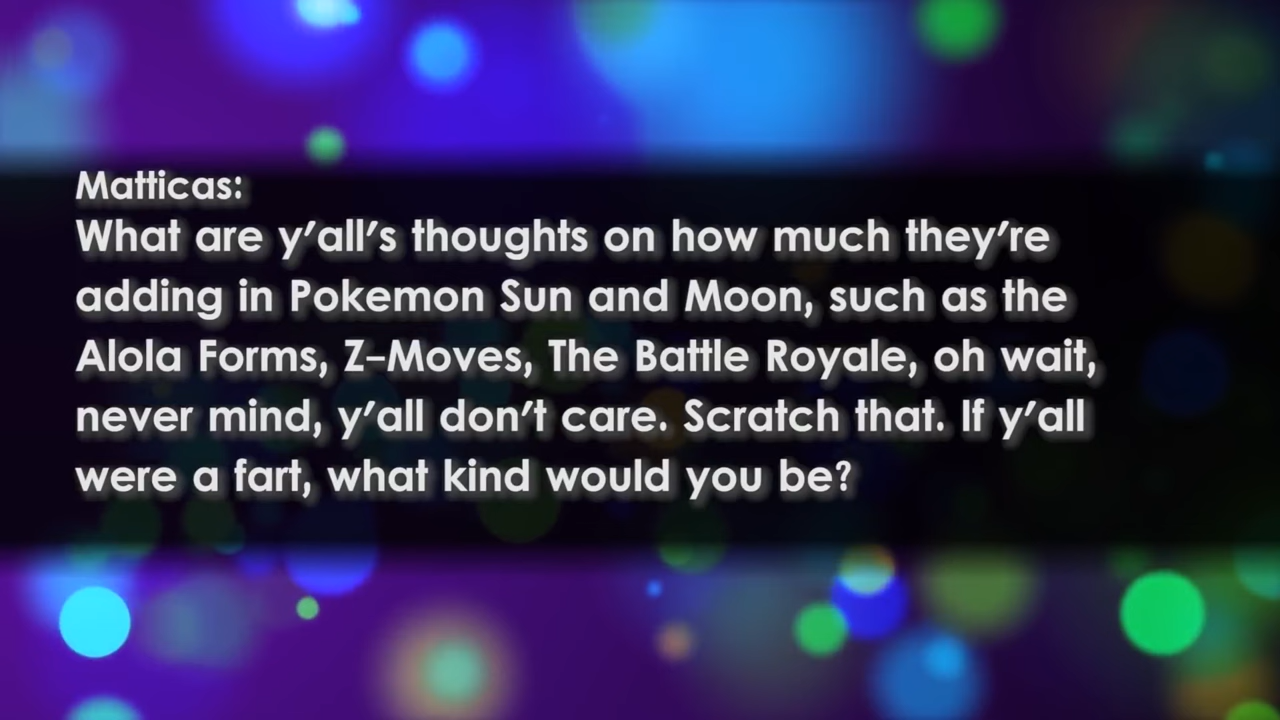 Matticas:
What are y’all’s thoughts on how much they’re
adding in Pokemon Sun and Moon, such as the
Alola Forms, Z-Moves, The Battle Royale, oh wait,
never mind, y’all don’t care. Scratch that. If y’all
were a fart, what kind would you be?